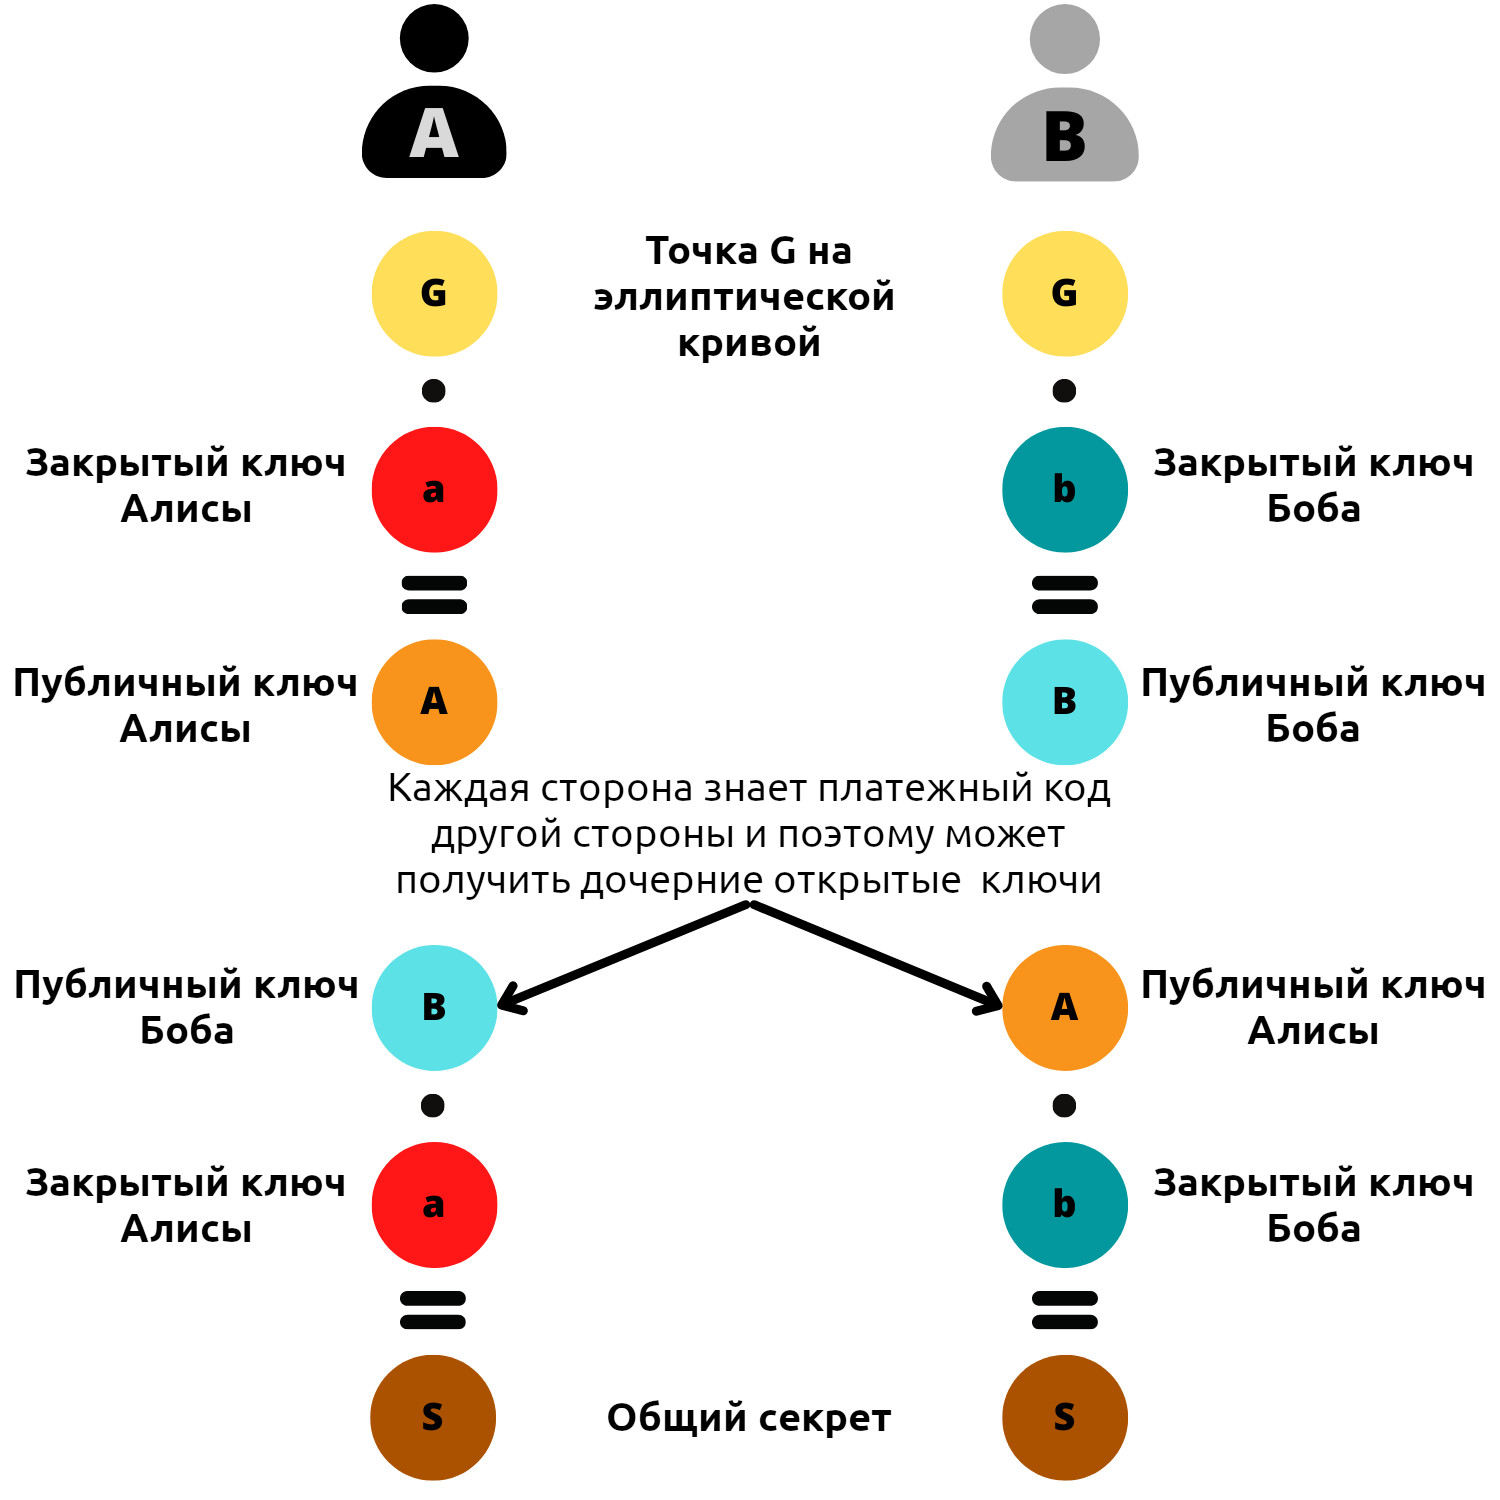 A
B
G
Точка G на
эллиптической
кривой
G
Закрытый ключ
Алисы
a
b
Закрытый ключ
Боба
Публичный ключ
Алисы
A
B
Публичный ключ
Боба
Каждая сторона знает платежный код
другой стороны и поэтому может
получить дочерние открытые ключи
Публичный ключ
Боба
B
A
Публичный ключ
Алисы
Закрытый ключ
Алисы
a
b
Закрытый ключ
Боба
S
Общий секрет
S